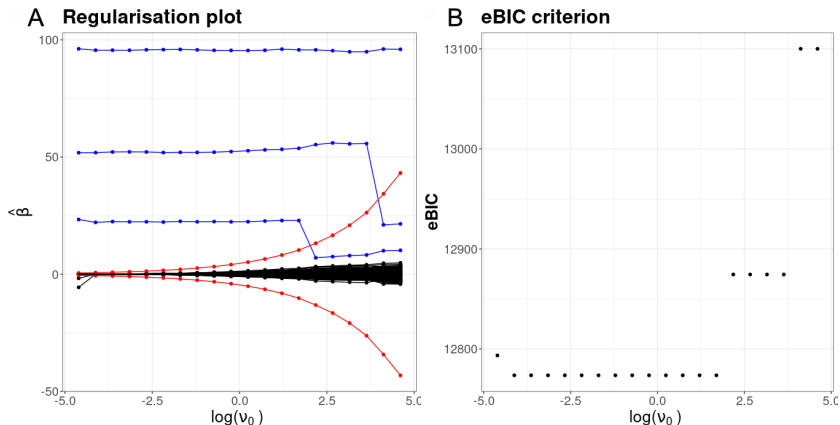 A Regularisation plot
100
50
0
-50
β̂
-5.0 -2.5 0.0 2.5 5.0
log(ν₀ )
B eBIC criterion
13100
13000
12900
12800
eBIC
-5.0 -2.5 0.0 2.5 5.0
log(ν₀ )